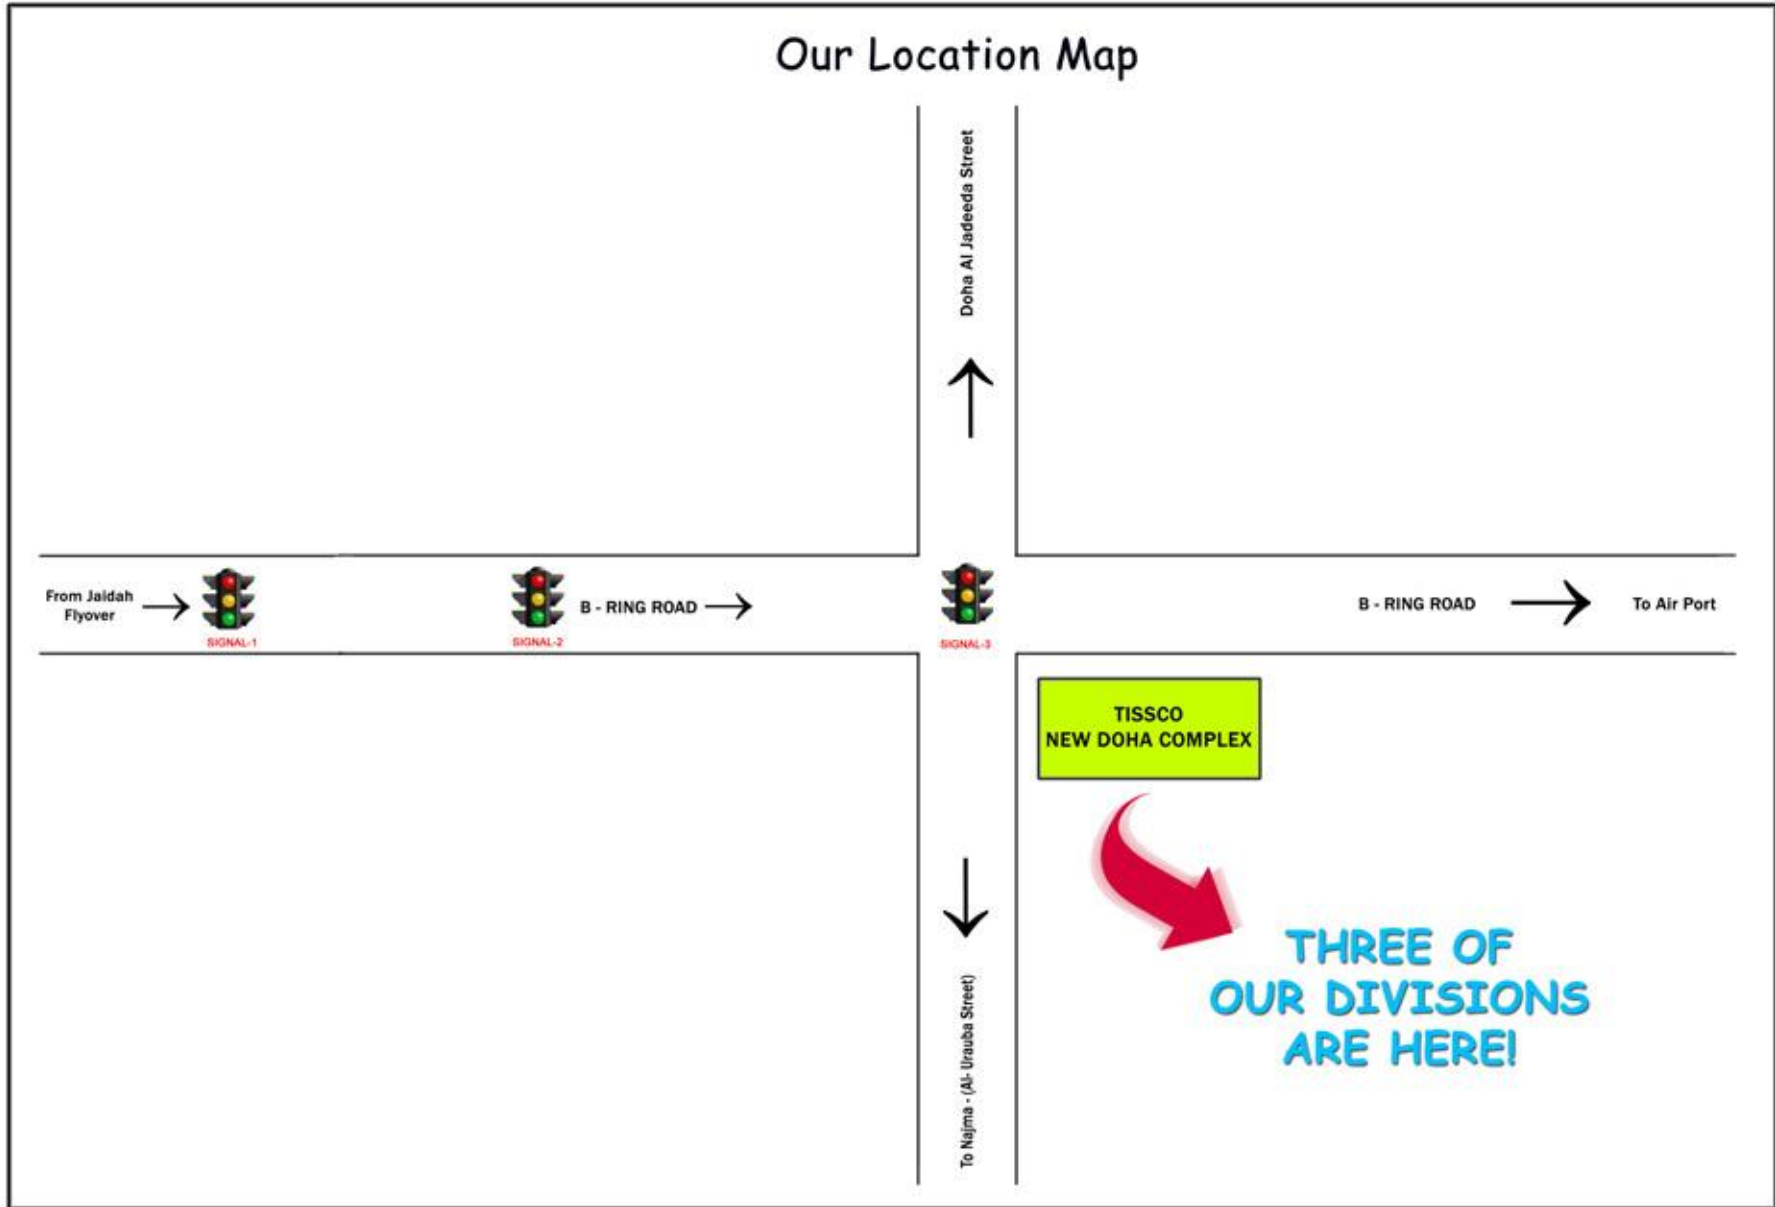 Our Location Map
Doha Al Jadeeda Street
From Jaidah
Flyover
SIGNAL-1
SIGNAL-2
B - RING ROAD
SIGNAL-3
B - RING ROAD
To Air Port
TISSCO
NEW DOHA COMPLEX
To Najma - (Al- Urauba Street)
THREE OF
OUR DIVISIONS
ARE HERE!